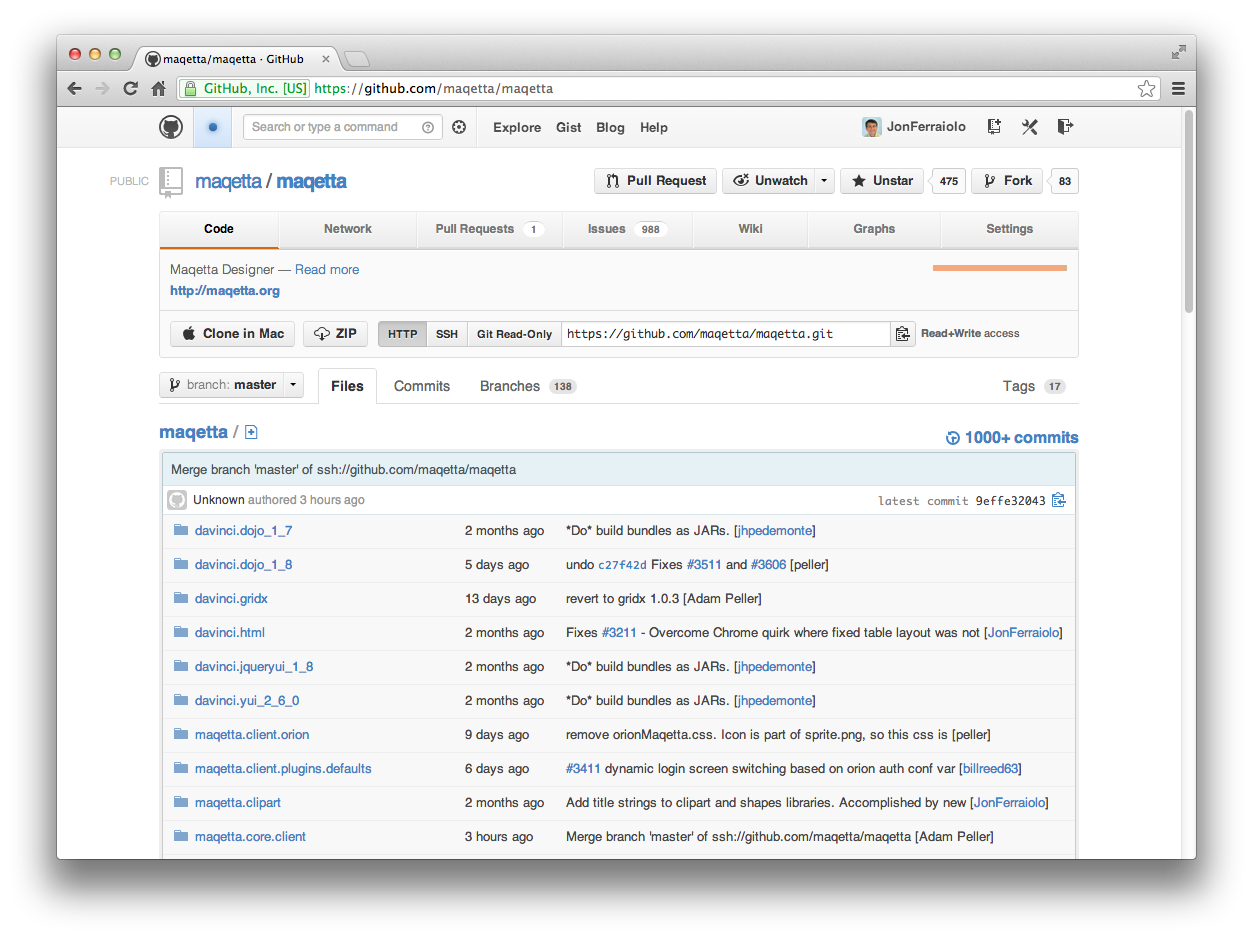 maqetta/maqetta · GitHub
GitHub, Inc. [US] https://github.com/maqetta/maqetta
Search or type a command Explore Gist Blog Help JonFerraiolo
PUBLIC maqetta / maqetta Pull Request Unwatch Unstar 475 Fork 83
Code Network Pull Requests 1 Issues 988 Wiki Graphs Settings
Maqetta Designer — Read more
http://maqetta.org
Clone in Mac ZIP HTTP SSH Git Read-Only https://github.com/maqetta/maqetta.git Read+Write access
branch: master Files Commits Branches 138 Tags 17
maqetta / 1000+ commits
Merge branch 'master' of ssh://github.com/maqetta/maqetta
Unknown authored 3 hours ago latest commit 9effe32043
davinci.dojo_1_7 2 months ago *Do* build bundles as JARs. [jhpedemonte]
davinci.dojo_1_8 5 days ago undo c27f42d Fixes #3511 and #3606 [peller]
davinci.gridx 13 days ago revert to gridx 1.0.3 [Adam Peller]
davinci.html 2 months ago Fixes #3211 - Overcome Chrome quirk where fixed table layout was not [JonFerraiolo]
davinci.jqueryui_1_8 2 months ago *Do* build bundles as JARs. [jhpedemonte]
davinci.yui_2_6_0 2 months ago *Do* build bundles as JARs. [jhpedemonte]
maqetta.client.orion 9 days ago remove orionMaqetta.css. Icon is part of sprite.png, so this css is [peller]
maqetta.client.plugins.defaults 6 days ago #3411 dynamic login screen switching based on orion auth conf var [billreed63]
maqetta.clipart 2 months ago Add title strings to clipart and shapes libraries. Accomplished by new [JonFerraiolo]
maqetta.core.client 3 hours ago Merge branch 'master' of ssh://github.com/maqetta/maqetta [Adam Peller]